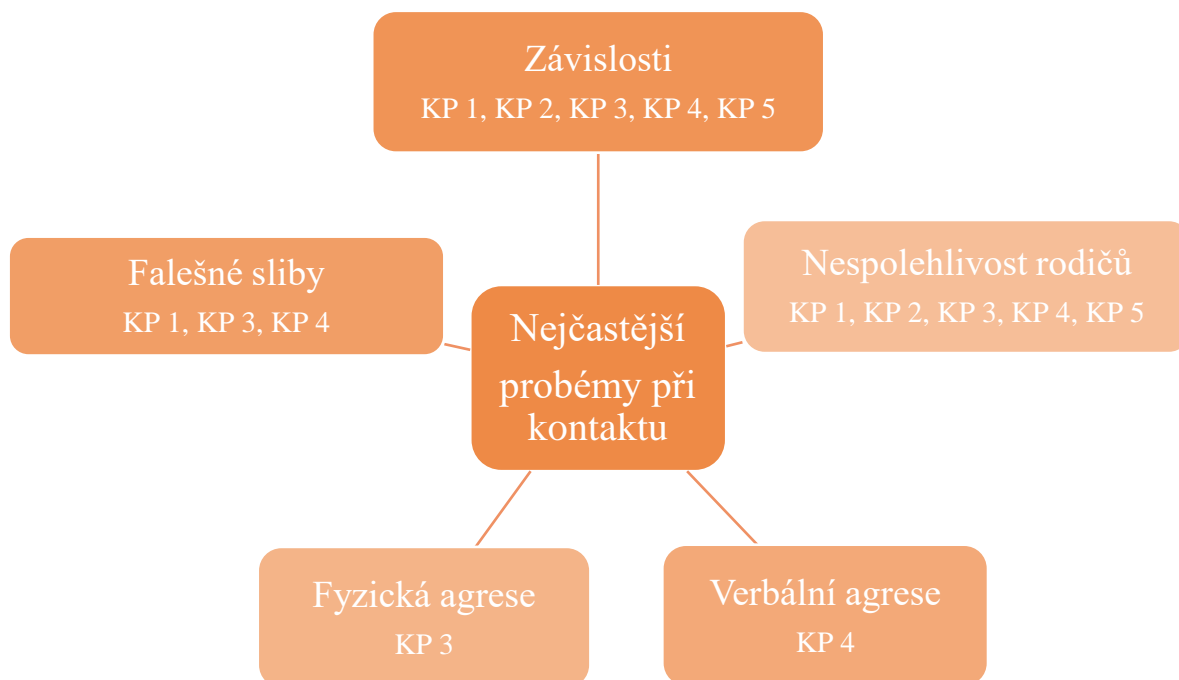 Závislosti
KP 1, KP 2, KP 3, KP 4, KP 5
Falešné sliby
KP 1, KP 3, KP 4
Nespolehlivost rodičů
KP 1, KP 2, KP 3, KP 4, KP 5
Nejčastější
probémy při
kontaktu
Fyzická agrese
KP 3
Verbální agrese
KP 4